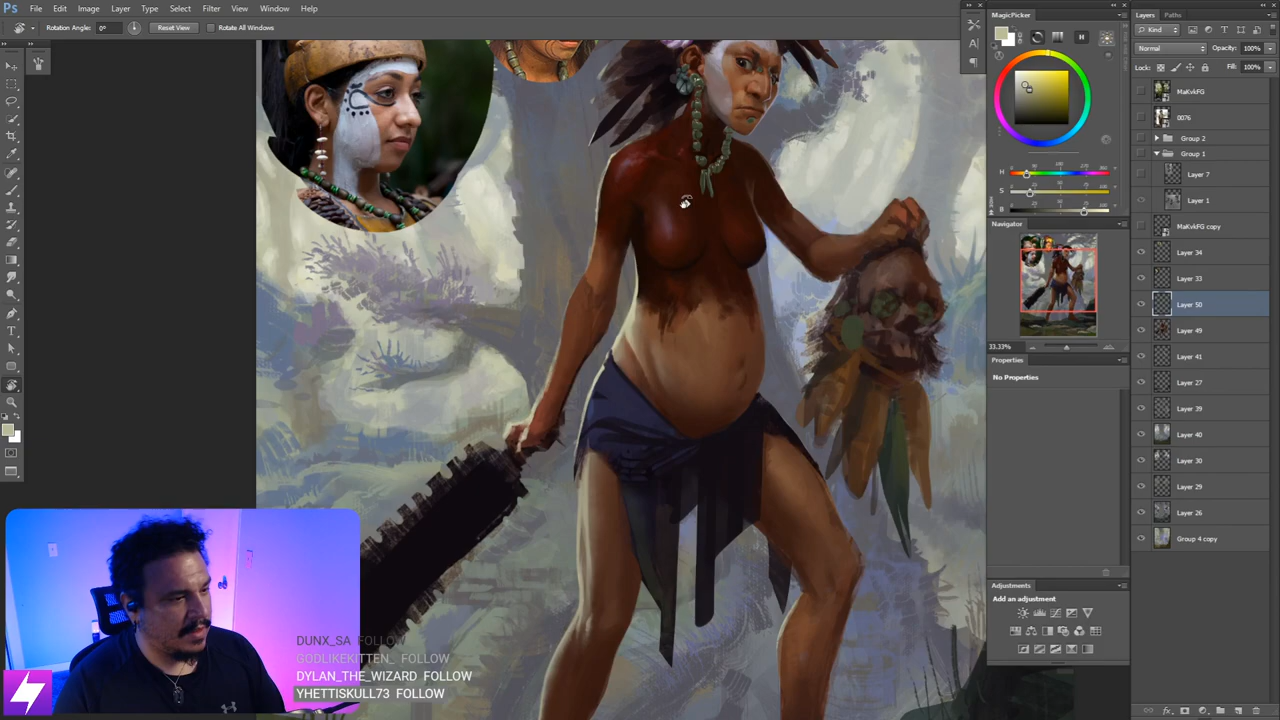 Ps File Edit Image Layer Type Select Filter 3D View Window Help
Rotation Angle: 0° Reset View Rotate All Windows
MagicPicker
H
H
S
B
Navigator
33.33%
Properties
No Properties
Adjustments
Add an adjustment
Layers Paths
Kind
Normal Opacity: 100%
Lock: Fill: 100%
MaKvkFG
0076
Group 2
Group 1
Layer 7
Layer 1
MaKvkFG copy
Layer 34
Layer 33
Layer 50
Layer 49
Layer 41
Layer 27
Layer 39
Layer 40
Layer 30
Layer 29
Layer 26
Group 4 copy
DUNX_SA FOLLOW
GODLIKEKITTEN_ FOLLOW
DYLAN_THE_WIZARD FOLLOW
YHETTISKULL73 FOLLOW